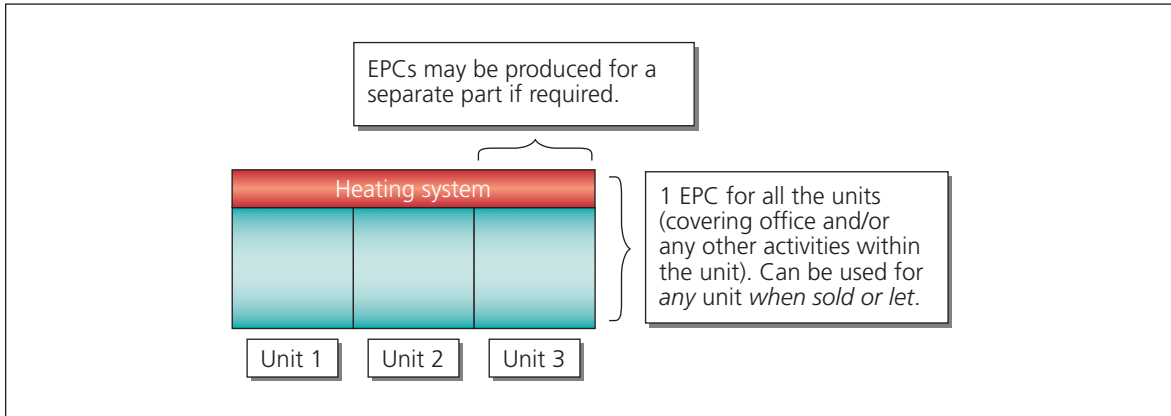 EPCs may be produced for a
separate part if required.
Heating system
1 EPC for all the units
(covering office and/or
any other activities within
the unit). Can be used for
any unit when sold or let.
Unit 1
Unit 2
Unit 3